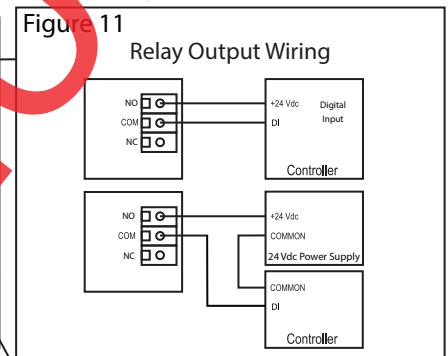 Figure 11
Relay Output Wiring
NO
COM
NC
+24 Vdc
DI
Digital
Input
Controller
NO
COM
NC
+24 Vdc
COMMON
24 Vdc Power Supply
COMMON
DI
Controller